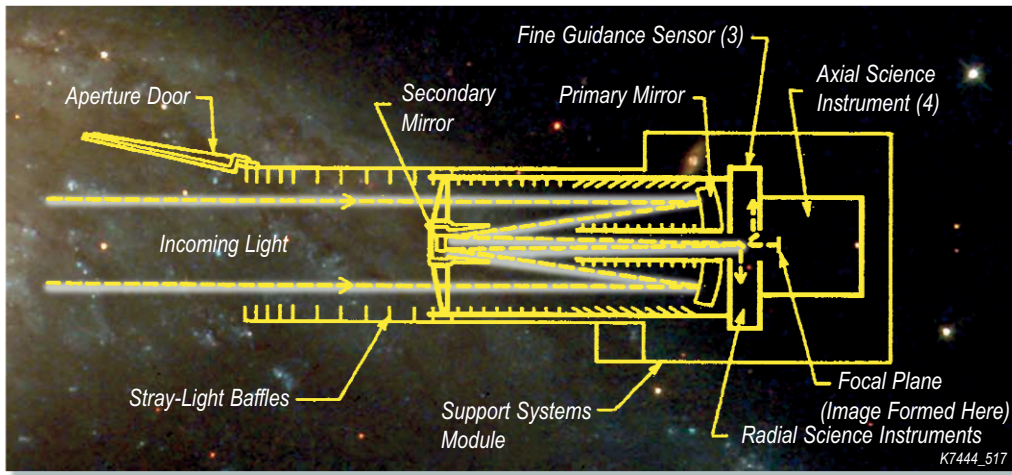 Fine Guidance Sensor (3)
Aperture Door
Secondary
Mirror
Primary Mirror
Axial Science
Instrument (4)
Incoming Light
Stray-Light Baffles
Support Systems
Module
Focal Plane
(Image Formed Here)
Radial Science Instruments
K7444_517